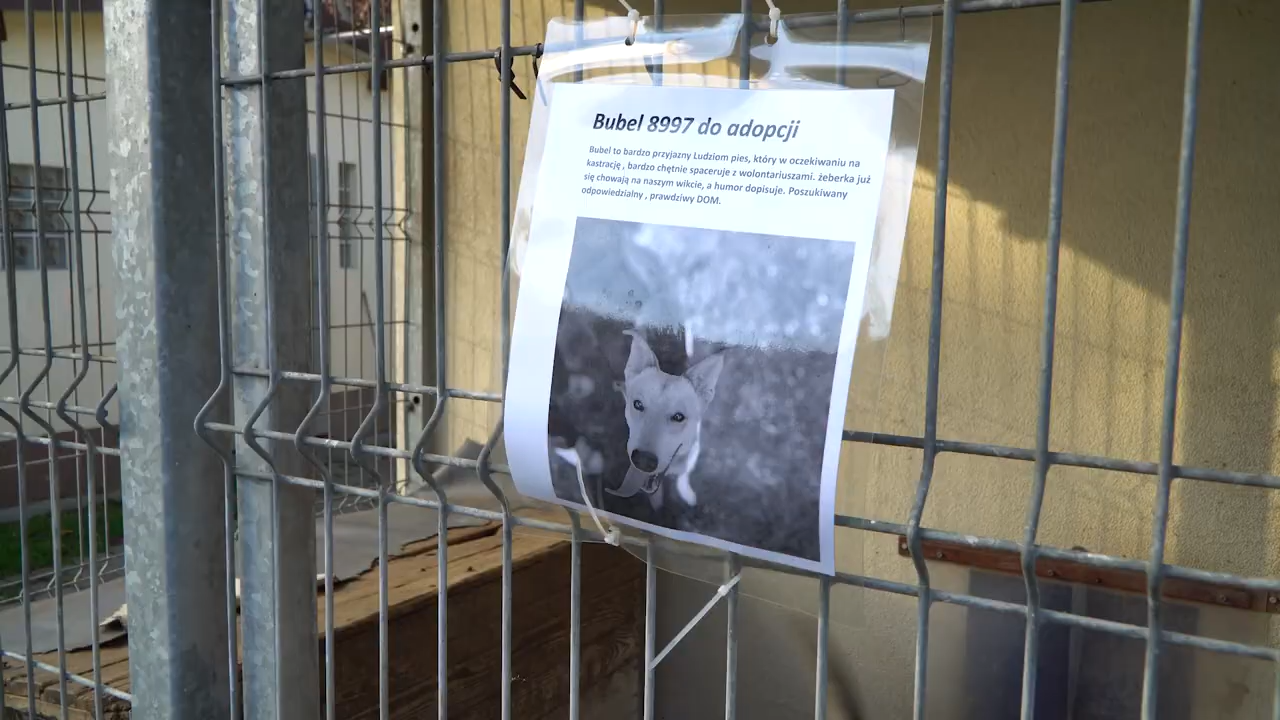 Bubel 8997 do adopcji
Bubel to bardzo przyjazny Ludziom pies, który w oczekiwaniu na
kastrację , bardzo chętnie spaceruje z wolontariuszami. żeberka już
się chowają na naszym wikcie, a humor dopisuje. Poszukiwany
odpowiedzialny , prawdziwy DOM.